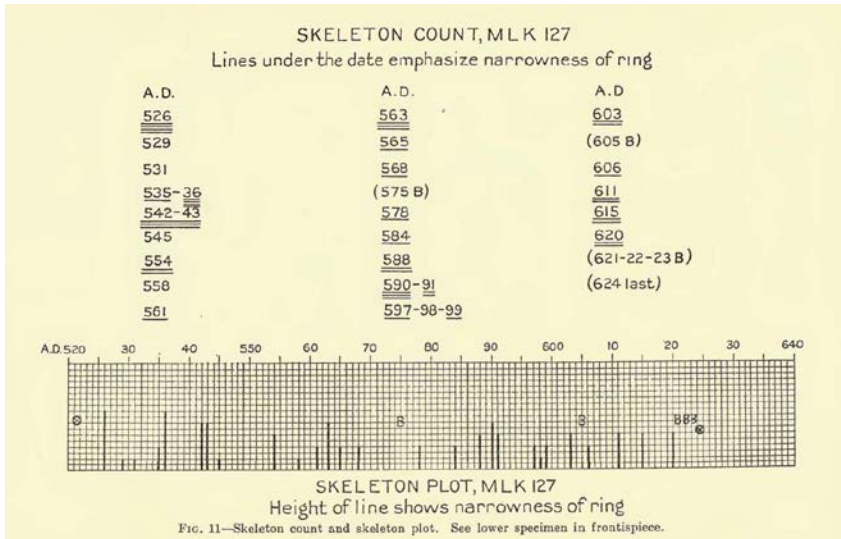 SKELETON COUNT, MLK 127
Lines under the date emphasize narrowness of ring
A.D.
526
529
531
535-36
542-43
545
554
558
561
A.D.
563
565
568
(575 B)
578
584
588
590-91
597-98-99
A.D
603
(605 B)
606
611
615
620
(621-22-23 B)
(624 last)
A.D. 520 30 40 550 60 70 80 90 600 10 20 30 640
B B BBB
SKELETON PLOT, MLK 127
Height of line shows narrowness of ring
FIG. 11—Skeleton count and skeleton plot. See lower specimen in frontispiece.